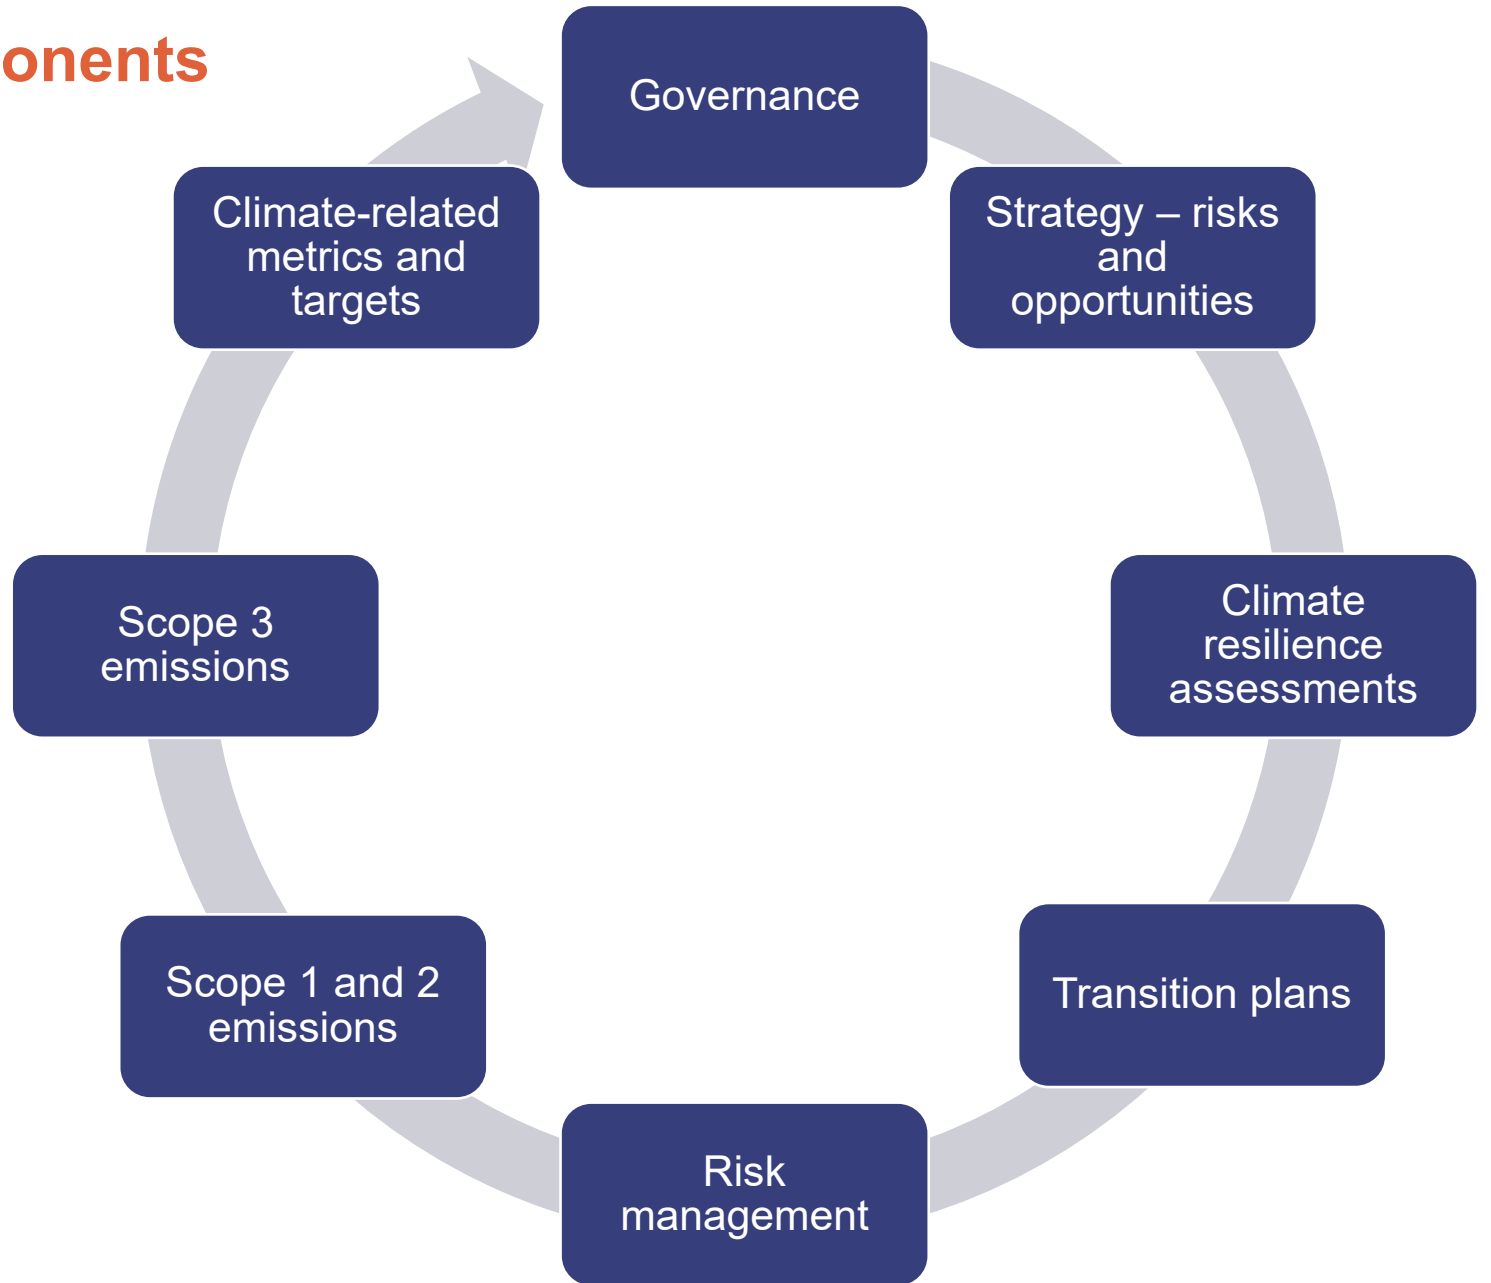 onents
Governance
Strategy – risks
and
opportunities
Climate
resilience
assessments
Transition plans
Risk
management
Scope 1 and 2
emissions
Scope 3
emissions
Climate-related
metrics and
targets